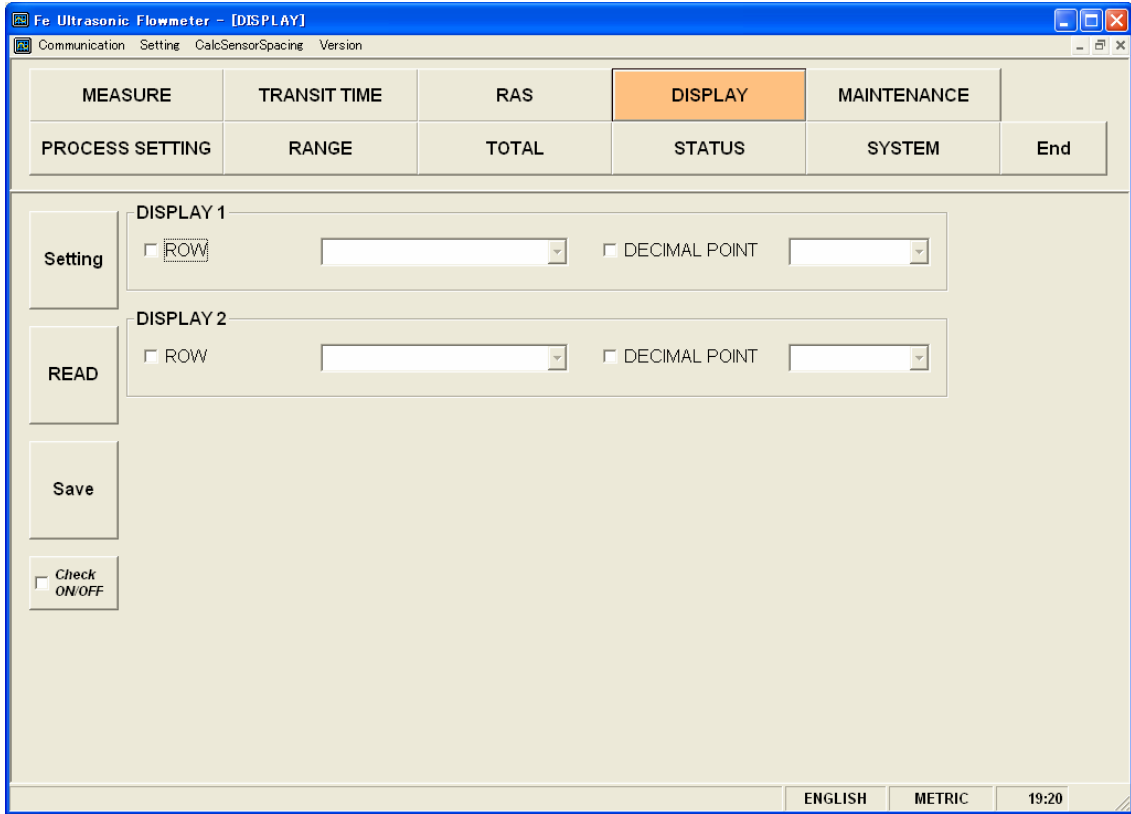 Fe Ultrasonic Flowmeter - [DISPLAY]
Communication Setting CalcSensorSpacing Version
MEASURE TRANSIT TIME RAS DISPLAY MAINTENANCE
PROCESS SETTING RANGE TOTAL STATUS SYSTEM End
DISPLAY 1
Setting ROW DECIMAL POINT
DISPLAY 2
ROW DECIMAL POINT
READ
Save
Check
ON/OFF
ENGLISH METRIC 19:20